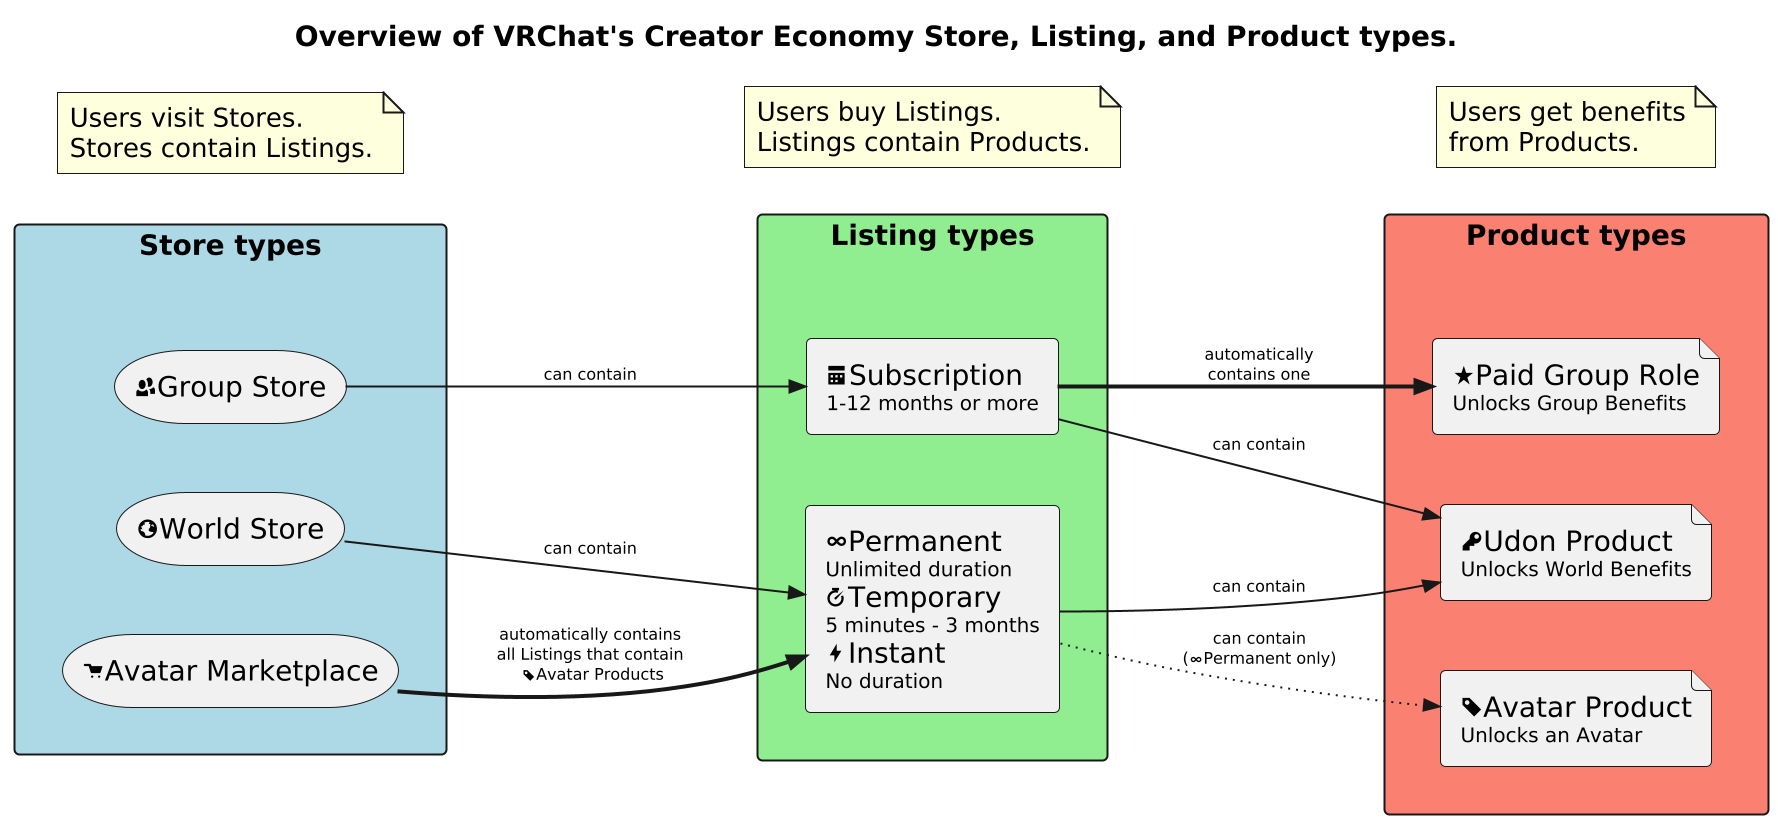 Overview of VRChat's Creator Economy Store, Listing, and Product types.
Users visit Stores.
Stores contain Listings.
Users buy Listings.
Listings contain Products.
Users get benefits
from Products.
Store types
Group Store
World Store
Avatar Marketplace
can contain
can contain
automatically contains
all Listings that contain
Avatar Products
Listing types
Subscription
1-12 months or more
∞Permanent
Unlimited duration
Temporary
5 minutes - 3 months
Instant
No duration
automatically
contains one
can contain
can contain
can contain
(∞Permanent only)
Product types
★Paid Group Role
Unlocks Group Benefits
Udon Product
Unlocks World Benefits
Avatar Product
Unlocks an Avatar